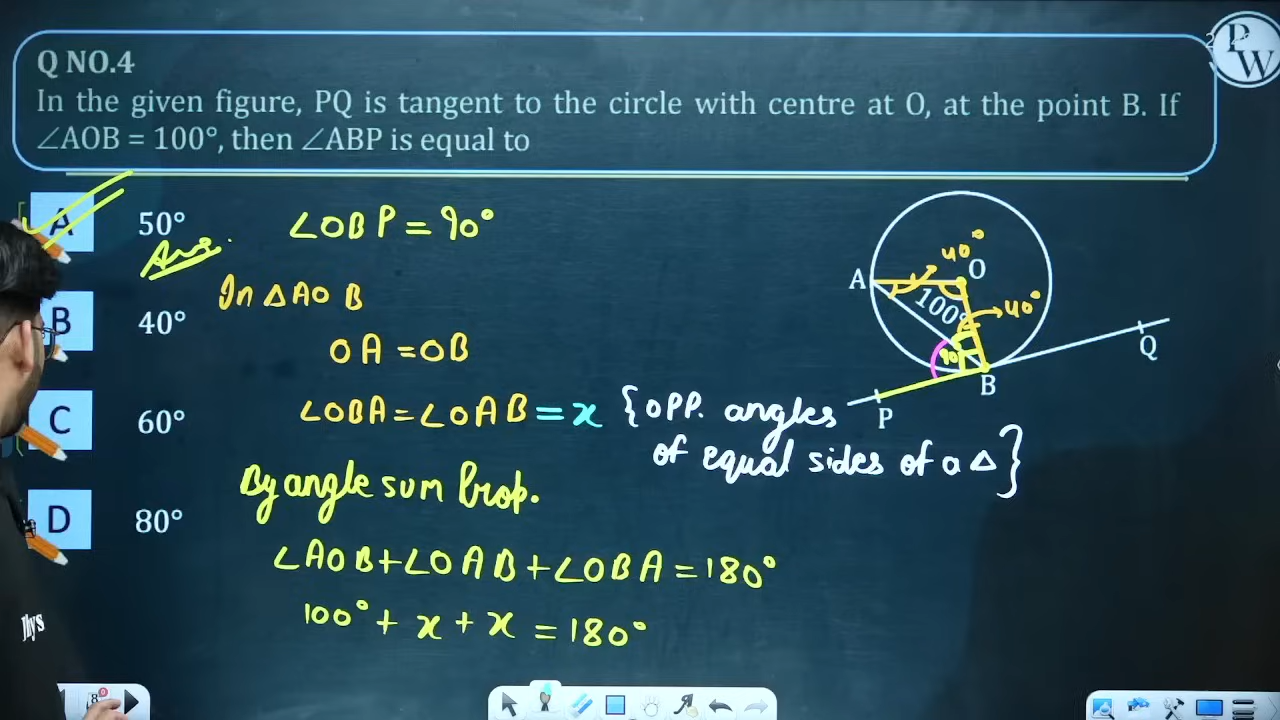 Q NO.4
In the given figure, PQ is tangent to the circle with centre at O, at the point B. If
∠AOB = 100°, then ∠ABP is equal to
PW
A 50°
Ans.
∠OBP = 90°
In △AOB
B 40°
OA = OB
∠OBA = ∠OAB = x {opp. angles
of equal sides of a △}
C 60°
By angle sum Prop.
D 80°
∠AOB + ∠OAB + ∠OBA = 180°
100° + x + x = 180°
40°
A
O
100°
40°
90
Q
B
P